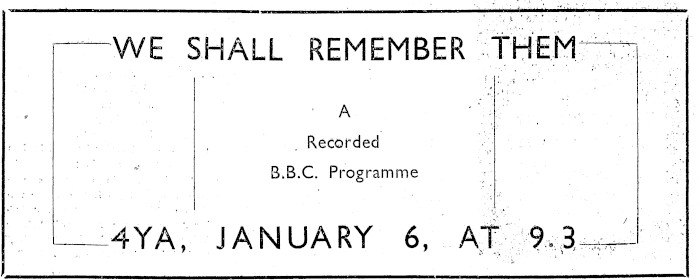 WE SHALL REMEMBER THEM
A
Recorded
B.B.C. Programme
4YA, JANUARY 6, AT 9.3